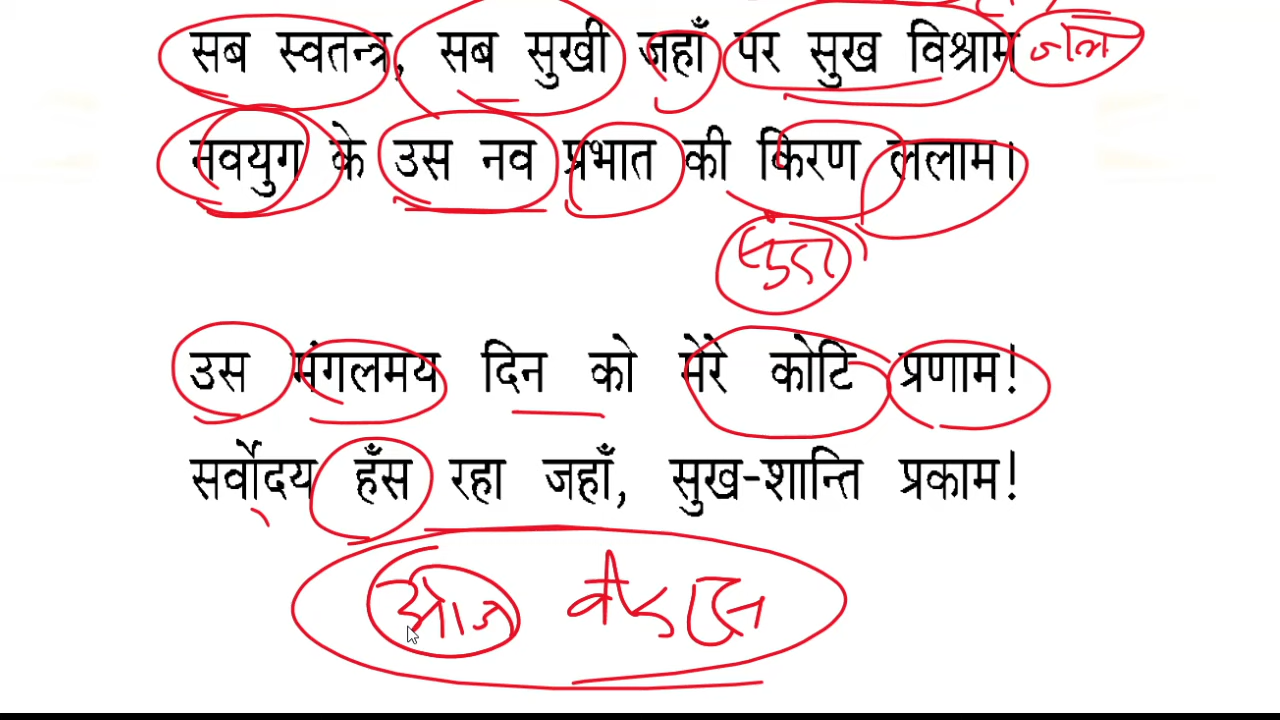 सब स्वतन्त्र, सब सुखी जहाँ पर सुख विश्राम
नवयुग के उस नव प्रभात की किरण ललाम।
उस मंगलमय दिन को मेरे कोटि प्रणाम!
सर्वोदय हँस रहा जहाँ, सुख-शान्ति प्रकाम!
आज